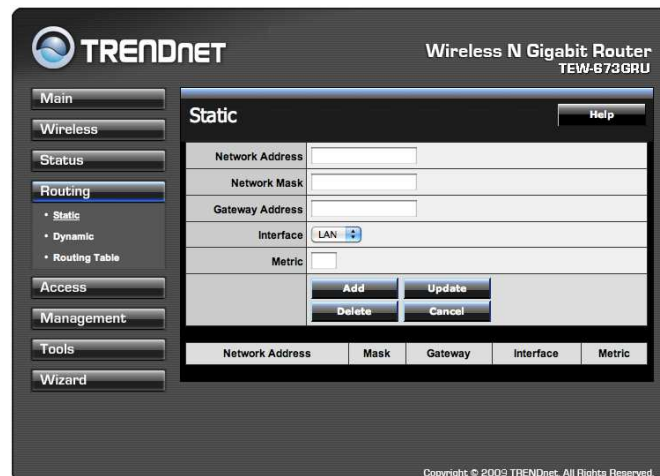 TRENDNET
Wireless N Gigabit Router
TEW-673GRU
Main
Wireless
Status
Routing
• Static
• Dynamic
• Routing Table
Access
Management
Tools
Wizard
Static
Help
Network Address
Network Mask
Gateway Address
Interface LAN
Metric
Add Update
Delete Cancel
Network Address Mask Gateway Interface Metric
Copyright © 2009 TRENDnet. All Rights Reserved.